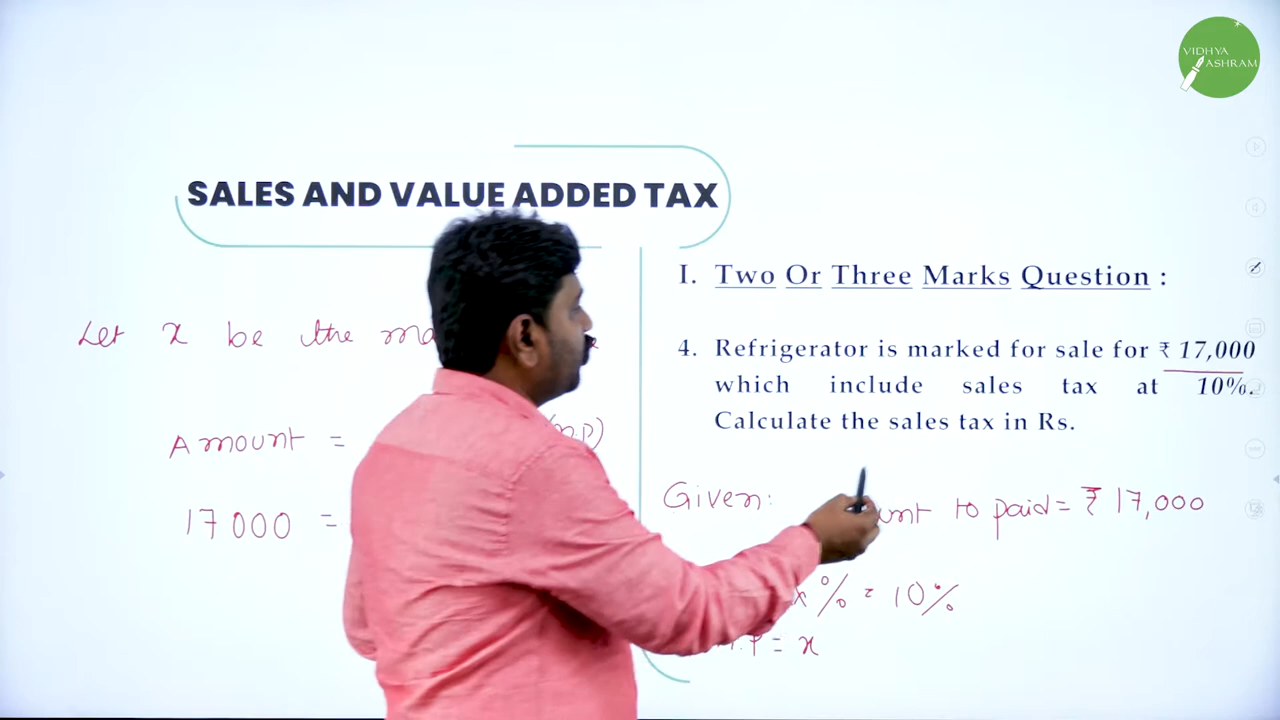 VIDHYA
ASHRAM
SALES AND VALUE ADDED TAX
Let x be the
Amount =
17000 =
I. Two Or Three Marks Question :
4. Refrigerator is marked for sale for ₹ 17,000
which include sales tax at 10%.
Calculate the sales tax in Rs.
Given: to paid = ₹ 17,000
% = 10%
= x